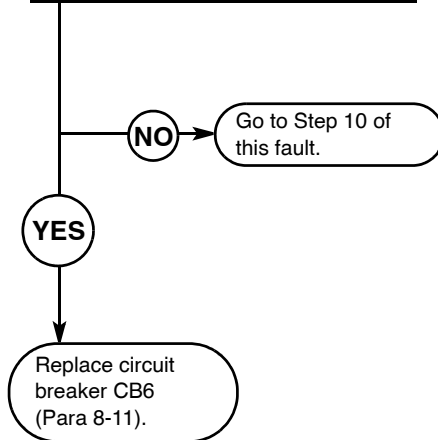 NO
Go to Step 10 of
this fault.
YES
Replace circuit
breaker CB6
(Para 8-11).